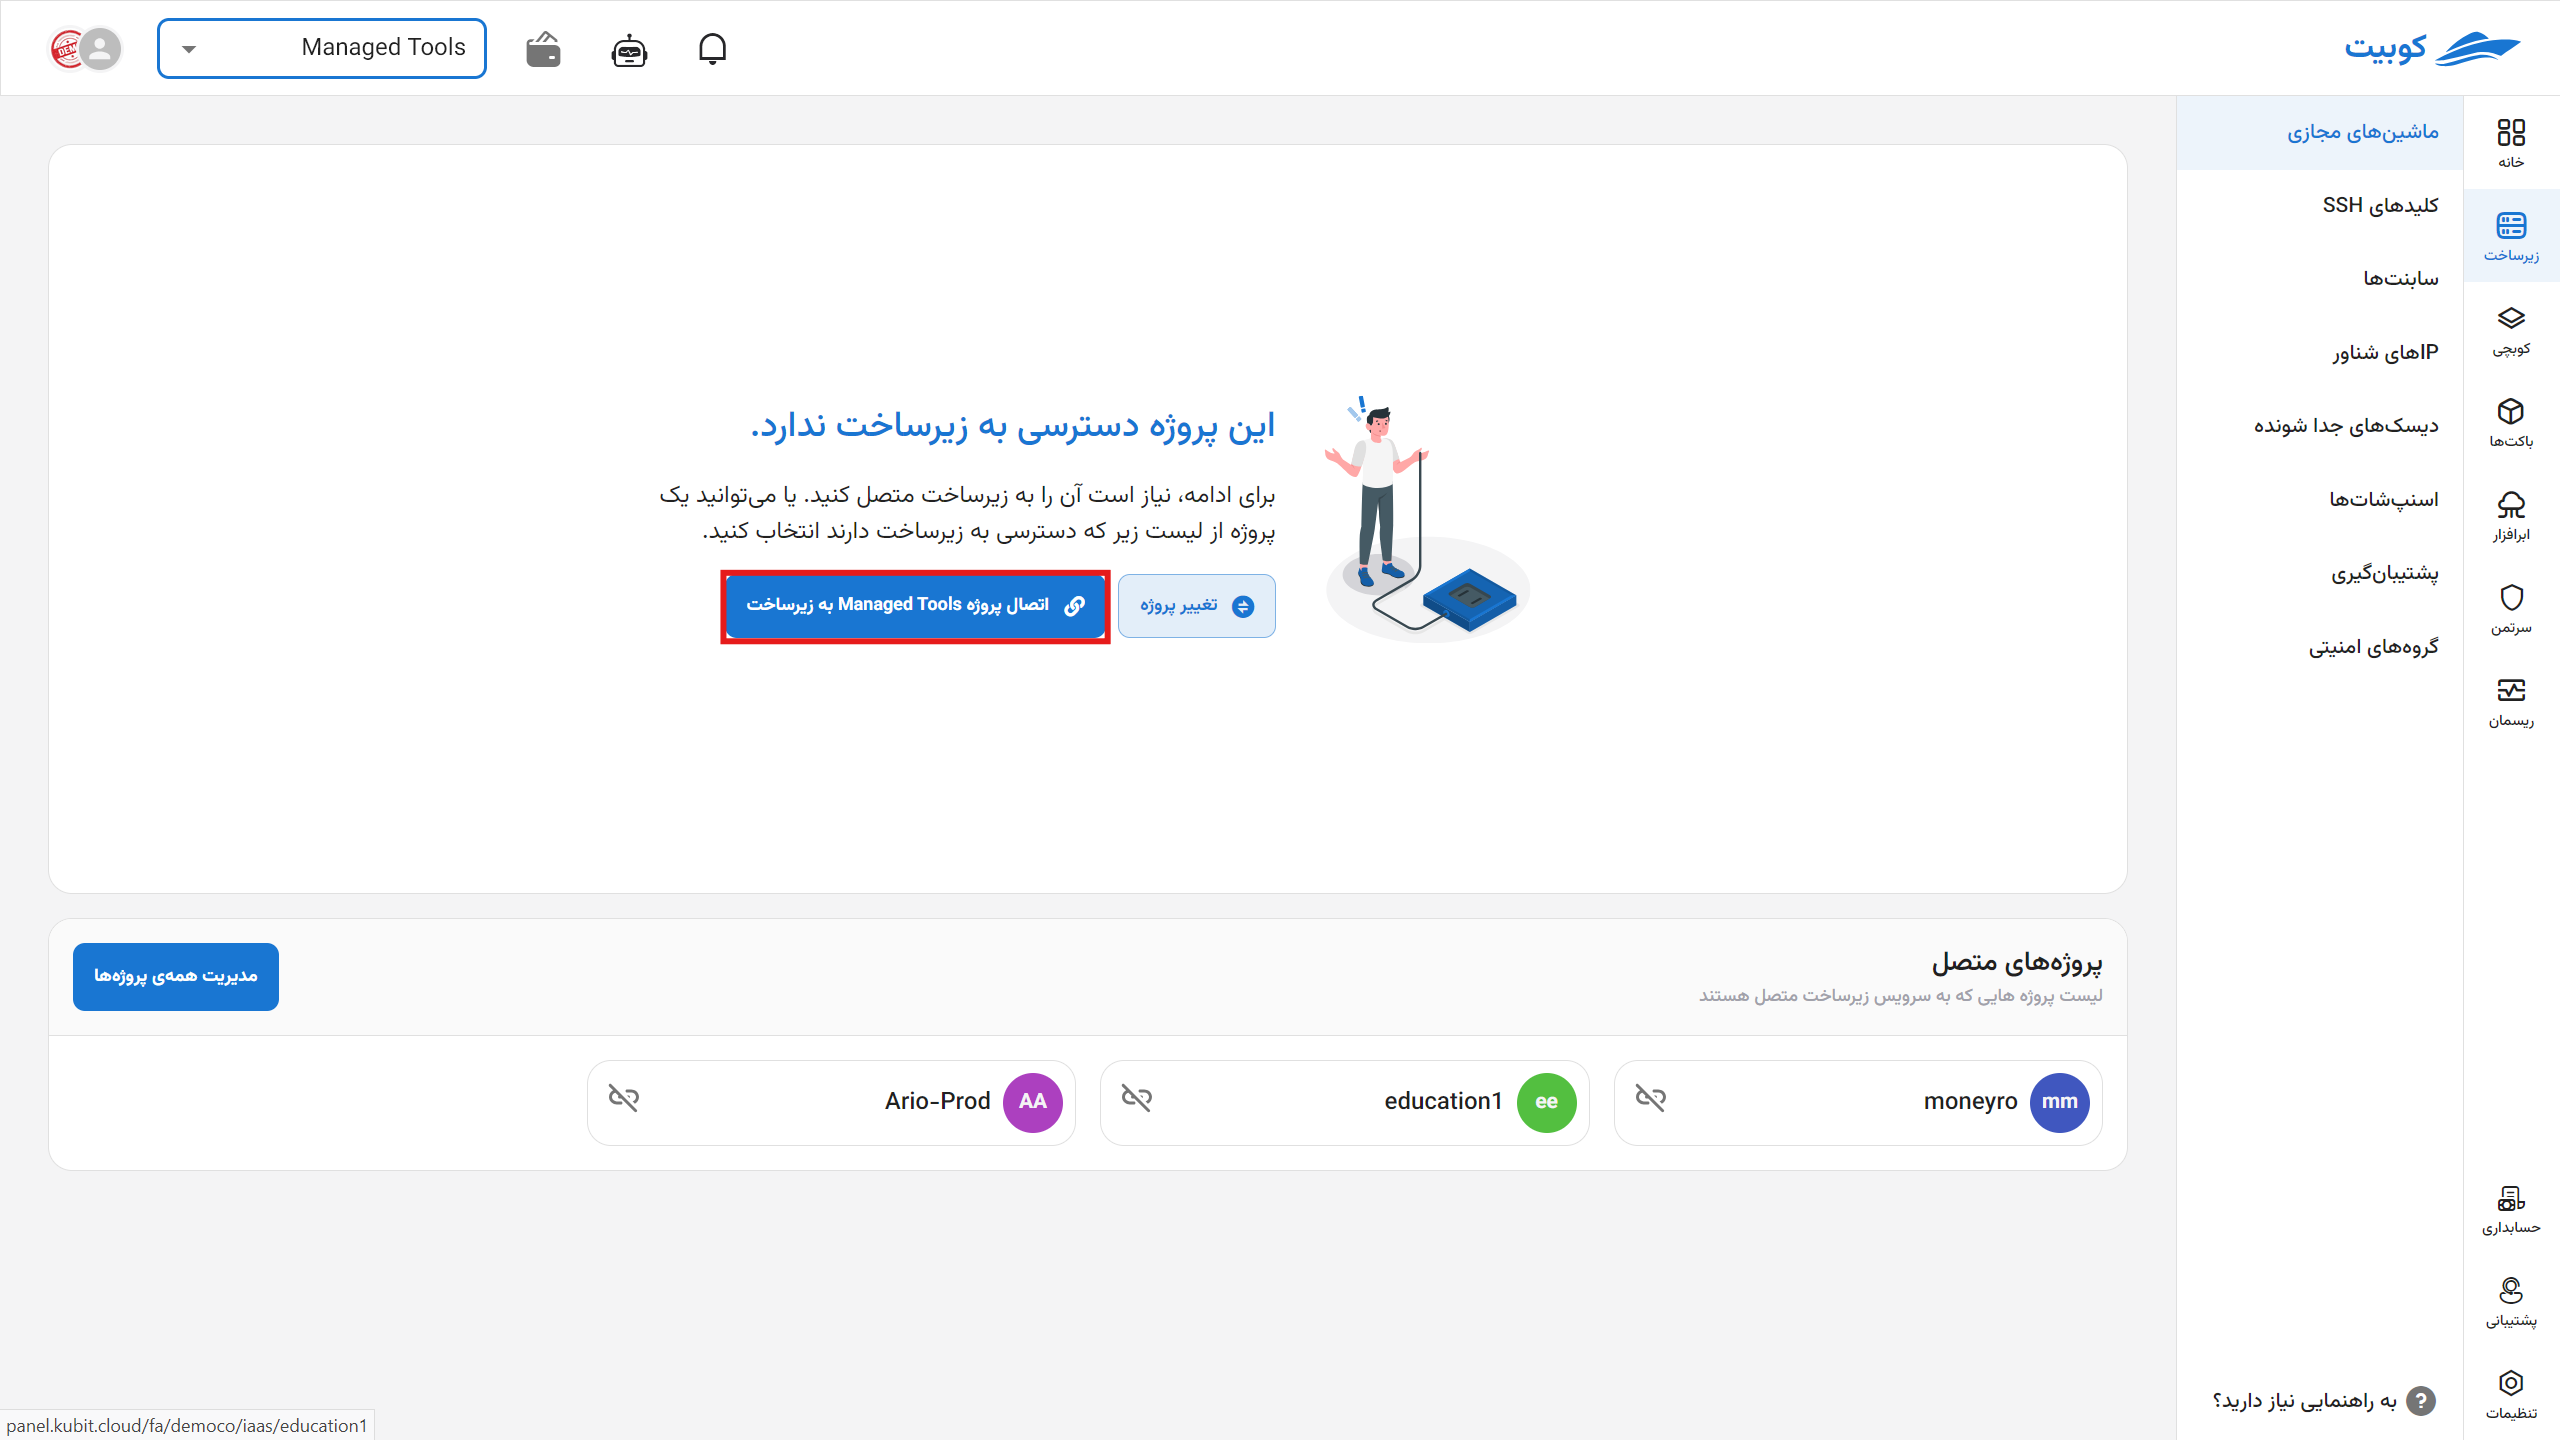 کوبیت
Managed Tools
خانه
زیرساخت
کوبچی
باکت‌ها
ابرافزار
سرتمن
ریسمان
حسابداری
پشتیبانی
تنظیمات
ماشین‌های مجازی
کلیدهای SSH
سابنت‌ها
IPهای شناور
دیسک‌های جدا شونده
اسنپ‌شات‌ها
پشتیبان‌گیری
گروه‌های امنیتی
به راهنمایی نیاز دارید؟
?
این پروژه دسترسی به زیرساخت ندارد.
برای ادامه، نیاز است آن را به زیرساخت متصل کنید. یا می‌توانید یک
پروژه از لیست زیر که دسترسی به زیرساخت دارند انتخاب کنید.
تغییر پروژه
اتصال پروژه Managed Tools به زیرساخت
پروژه‌های متصل
لیست پروژه هایی که به سرویس زیرساخت متصل هستند
مدیریت همه‌ی پروژه‌ها
mm
moneyro
ee
education1
AA
Ario-Prod
panel.kubit.cloud/fa/democo/iaas/education1